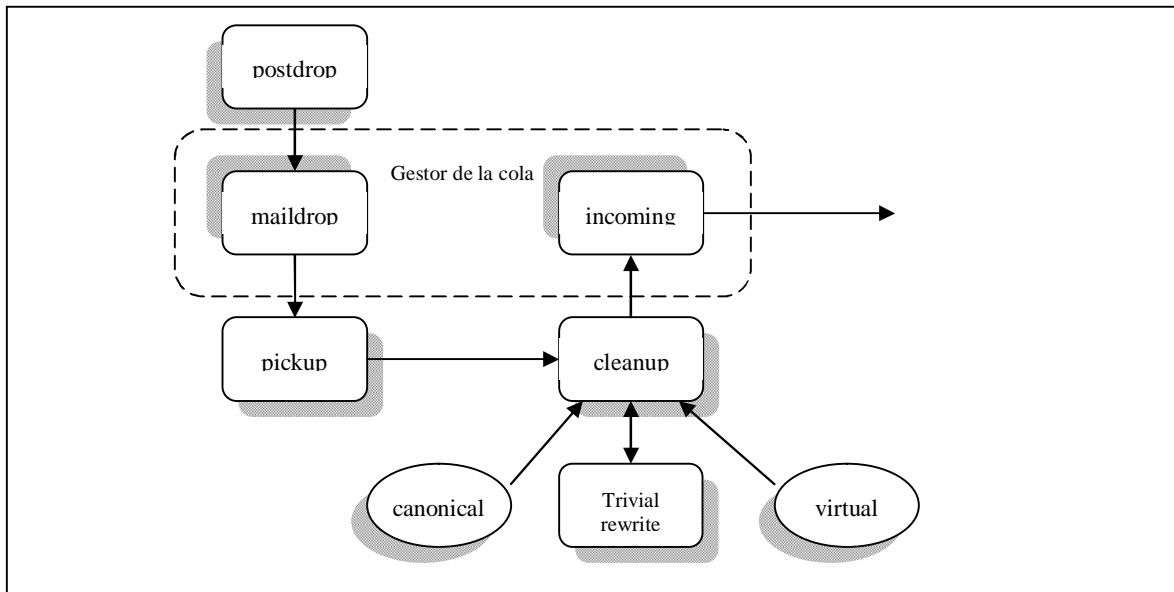 postdrop
Gestor de la cola
maildrop
incoming
pickup
cleanup
canonical
Trivial
rewrite
virtual